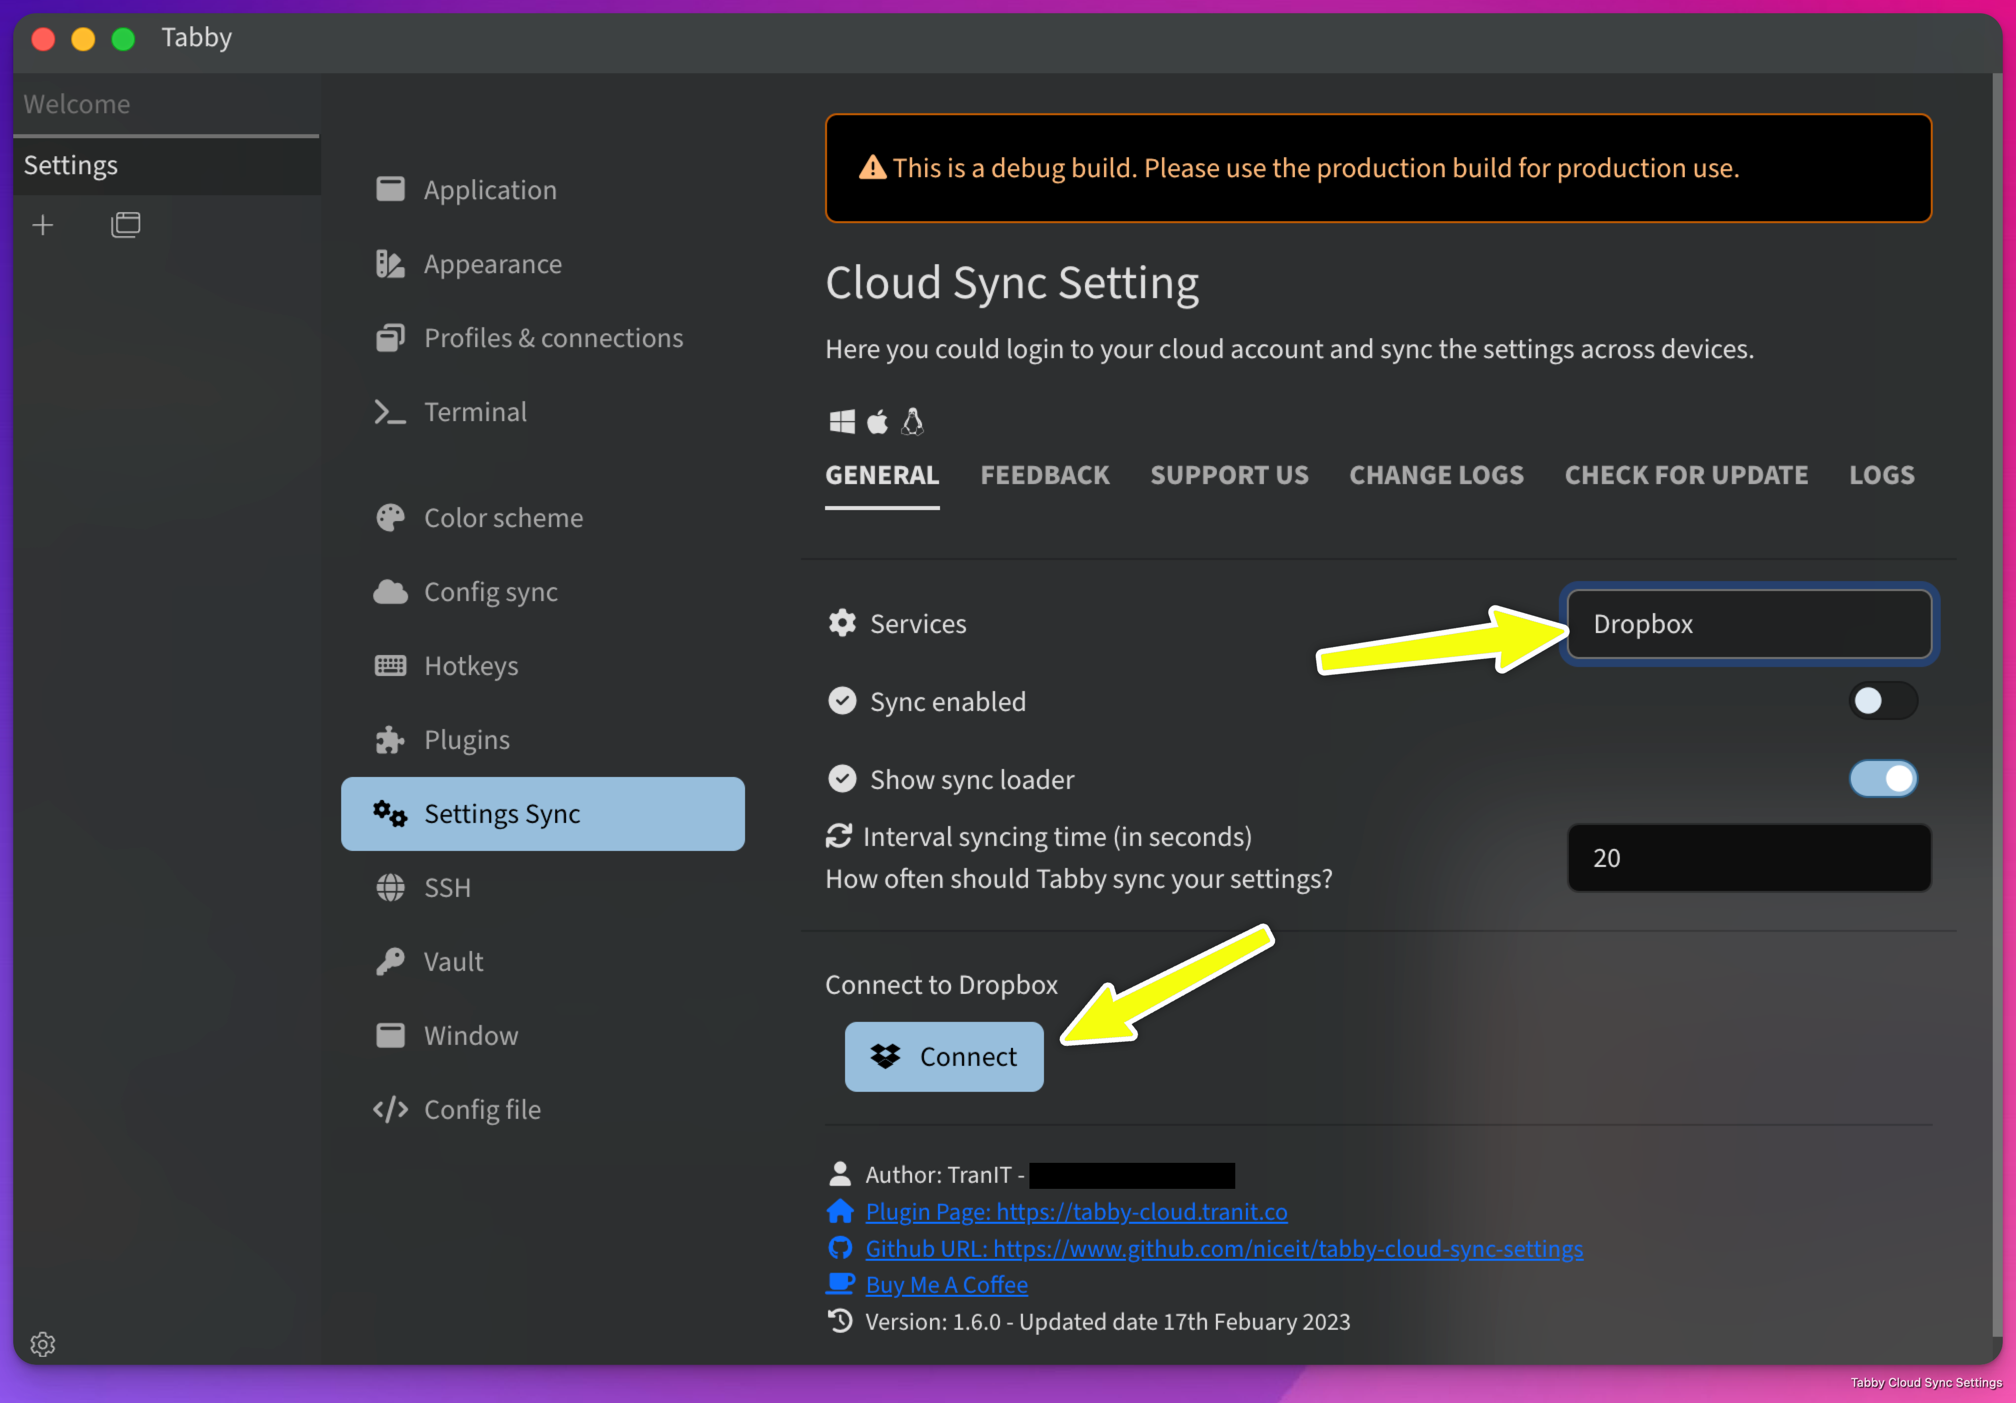 Tabby
Welcome
Settings
Application
Appearance
Profiles & connections
Terminal
Color scheme
Config sync
Hotkeys
Plugins
Settings Sync
SSH
Vault
Window
Config file
This is a debug build. Please use the production build for production use.
Cloud Sync Setting
Here you could login to your cloud account and sync the settings across devices.
GENERAL FEEDBACK SUPPORT US CHANGE LOGS CHECK FOR UPDATE LOGS
Services Dropbox
Sync enabled
Show sync loader
Interval syncing time (in seconds)
How often should Tabby sync your settings?
20
Connect to Dropbox
Connect
Author: TranIT -
Plugin Page: https://tabby-cloud.tranit.co
Github URL: https://www.github.com/niceit/tabby-cloud-sync-settings
Buy Me A Coffee
Version: 1.6.0 - Updated date 17th Febuary 2023
Tabby Cloud Sync Settings